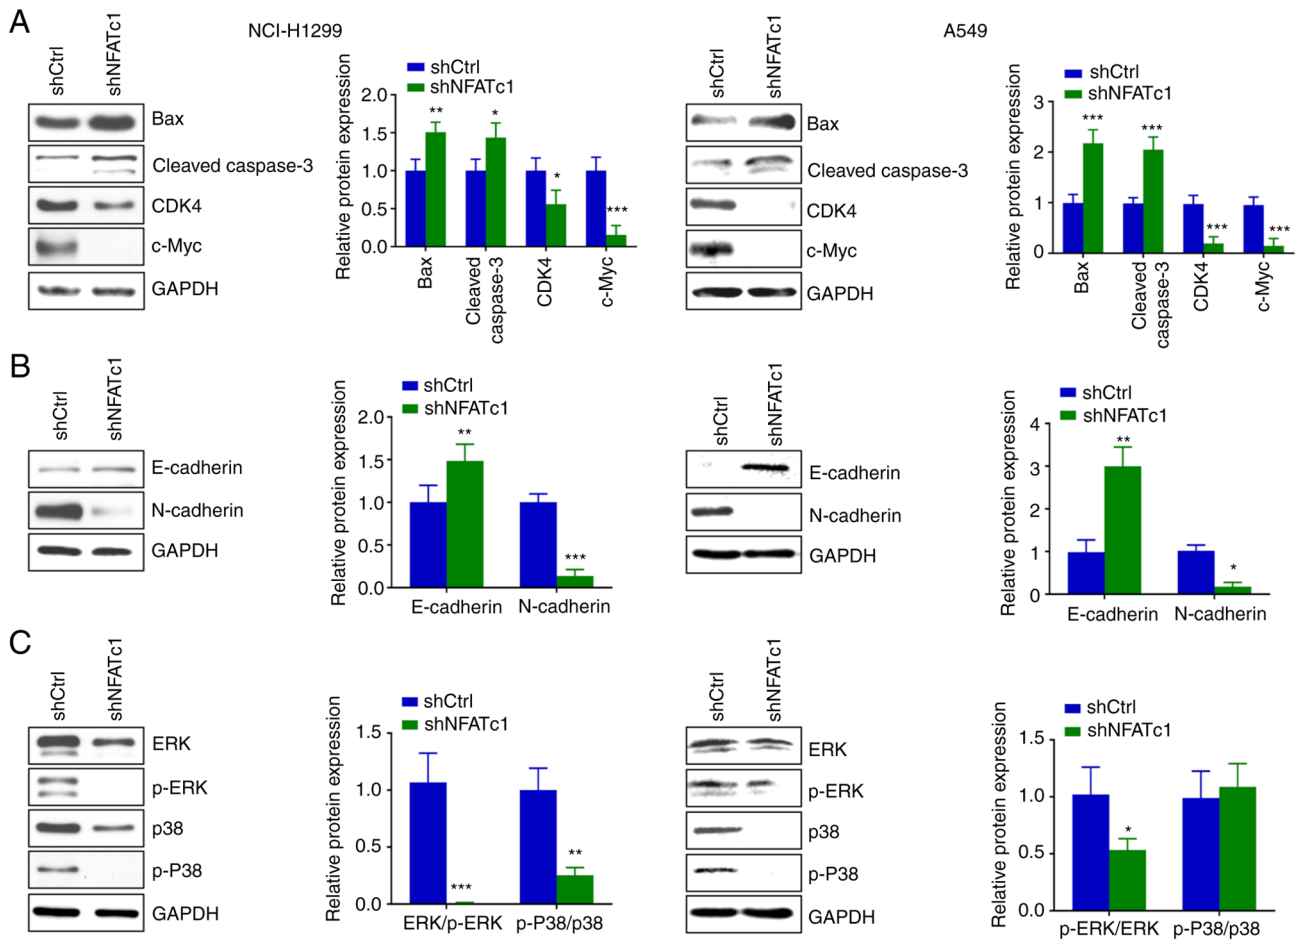 A
NCI-H1299
A549
shCtrl
shNFATc1
Bax
Cleaved caspase-3
CDK4
c-Myc
GAPDH
Relative protein expression
shCtrl
shNFATc1
2.0
1.5
1.0
0.5
0.0
** * * ***
Bax
Cleaved
caspase-3
CDK4
c-Myc
shCtrl
shNFATc1
Bax
Cleaved caspase-3
CDK4
c-Myc
GAPDH
Relative protein expression
shCtrl
shNFATc1
3
2
1
0
*** *** *** ***
Bax
Cleaved
caspase-3
CDK4
c-Myc
B
shCtrl
shNFATc1
E-cadherin
N-cadherin
GAPDH
Relative protein expression
shCtrl
shNFATc1
2.0
1.5
1.0
0.5
0.0
** ***
E-cadherin N-cadherin
shCtrl
shNFATc1
E-cadherin
N-cadherin
GAPDH
Relative protein expression
shCtrl
shNFATc1
4
3
2
1
0
** *
E-cadherin N-cadherin
C
shCtrl
shNFATc1
ERK
p-ERK
p38
p-P38
GAPDH
Relative protein expression
shCtrl
shNFATc1
1.5
1.0
0.5
0.0
*** **
ERK/p-ERK p-P38/p38
shCtrl
shNFATc1
ERK
p-ERK
p38
p-P38
GAPDH
Relative protein expression
shCtrl
shNFATc1
1.5
1.0
0.5
0.0
*
p-ERK/ERK p-P38/p38